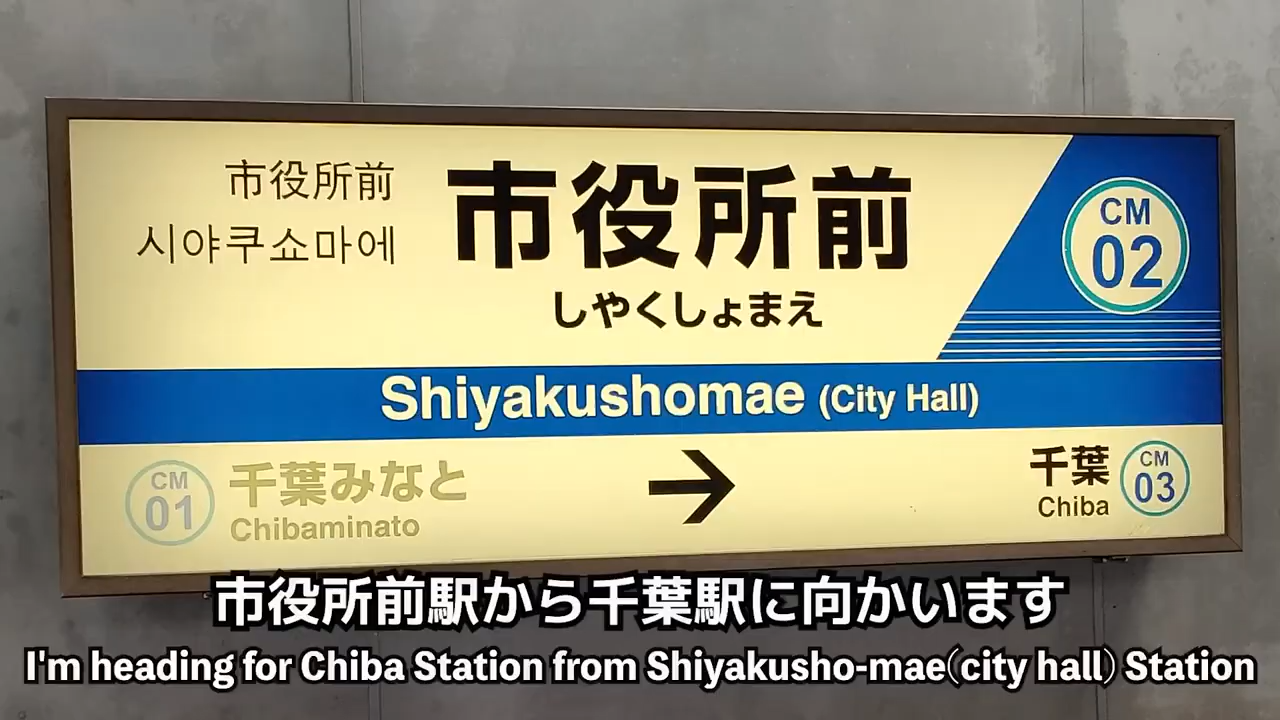 市役所前
시야쿠쇼마에
市役所前
しやくしょまえ
CM
02
Shiyakushomae (City Hall)
CM
01
千葉みなと
Chibaminato
→
千葉
Chiba
CM
03
市役所前駅から千葉駅に向かいます
I'm heading for Chiba Station from Shiyakusho-mae(city hall) Station